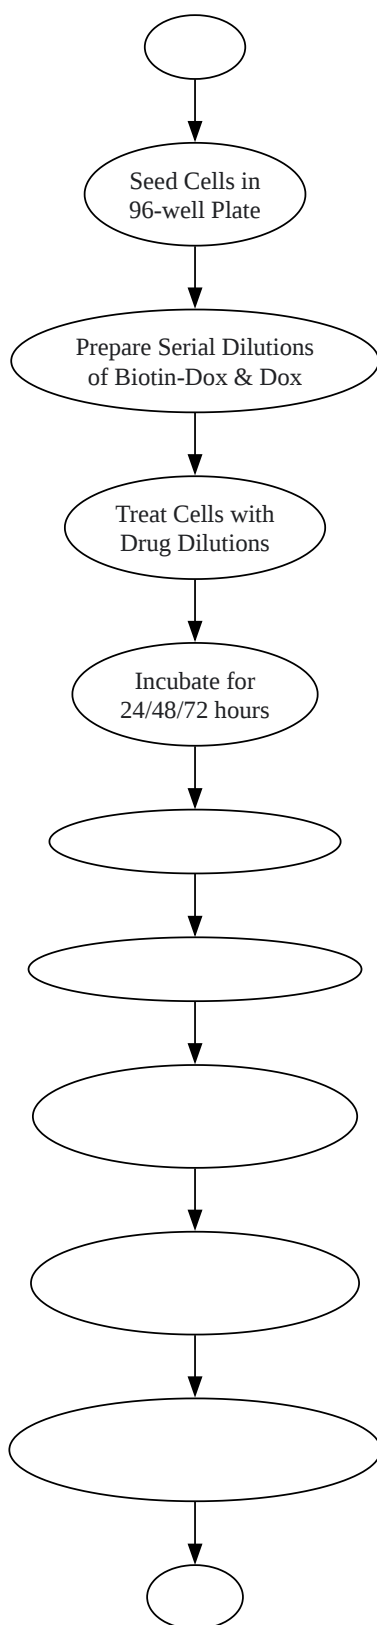 Seed Cells in
96-well Plate
Prepare Serial Dilutions
of Biotin-Dox & Dox
Treat Cells with
Drug Dilutions
Incubate for
24/48/72 hours